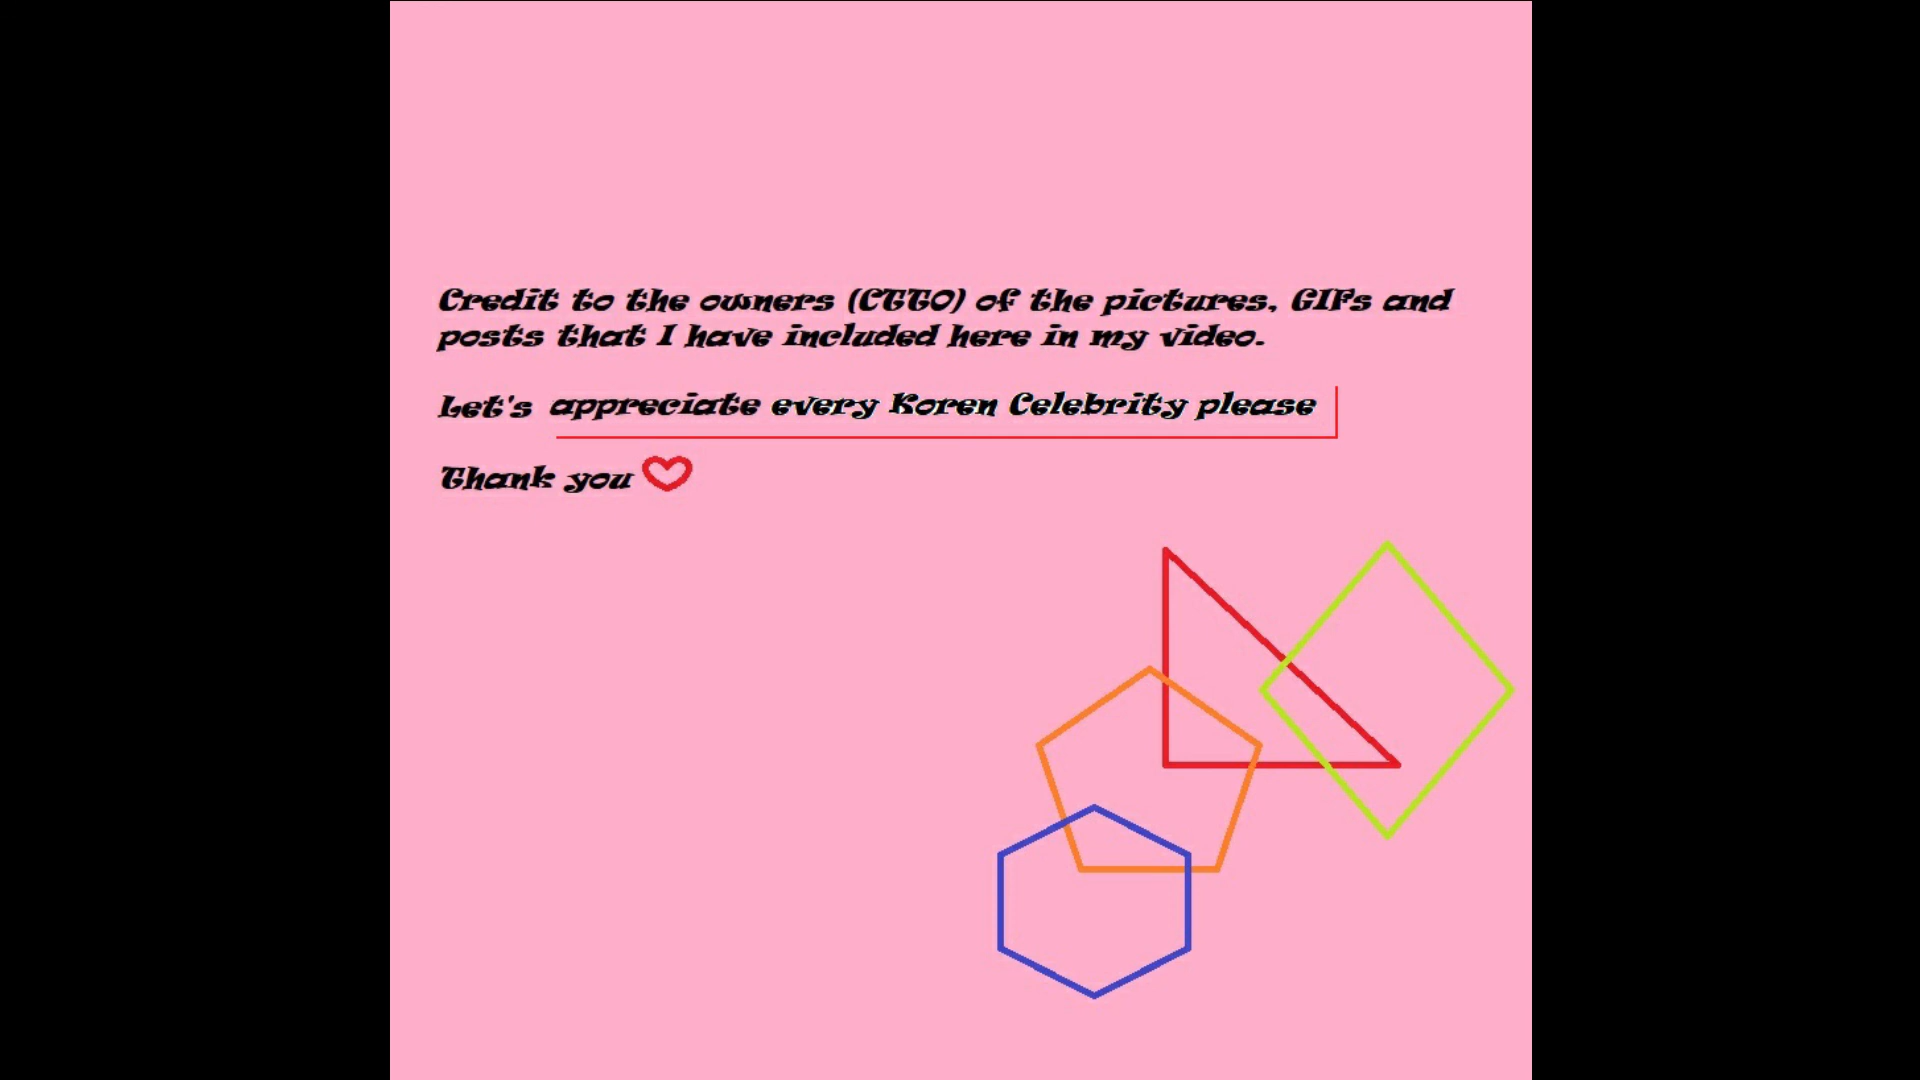 Credit to the owners (CTTO) of the pictures, GIFs and
posts that I have included here in my video.
Let's appreciate every Koren Celebrity please
Thank you